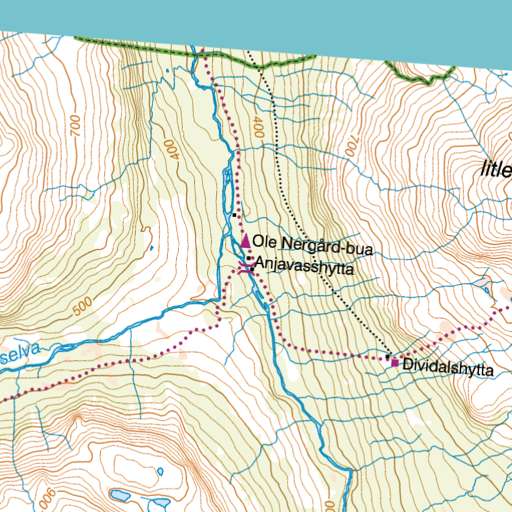 700
400
400
700
litle
Ole Nergård-bua
Anjavasshytta
500
selva
Dividalshytta
900